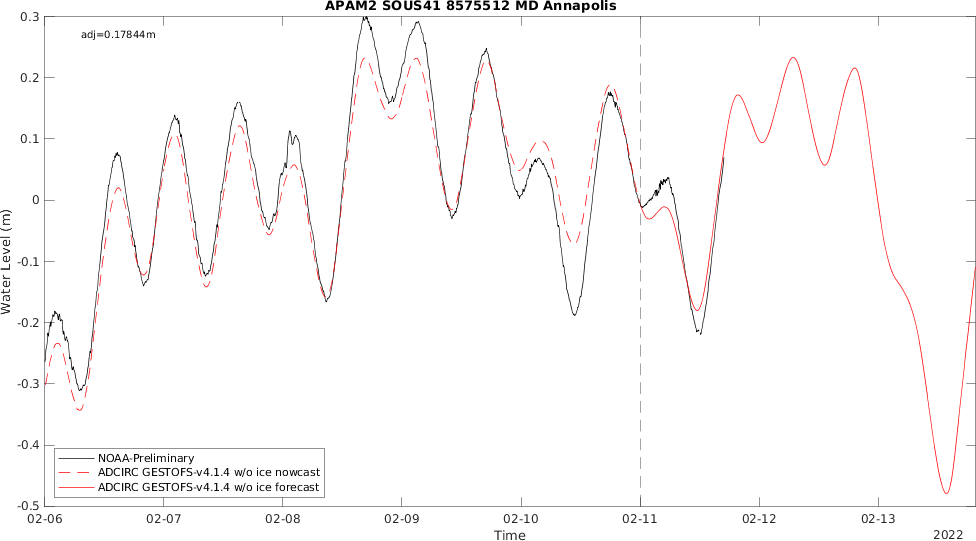 APAM2 SOUS41 8575512 MD Annapolis
adj=0.17844m
0.3
0.2
0.1
0
-0.1
-0.2
-0.3
-0.4
-0.5
Water Level (m)
NOAA-Preliminary
ADCIRC GESTOFS-v4.1.4 w/o ice nowcast
ADCIRC GESTOFS-v4.1.4 w/o ice forecast
02-06 02-07 02-08 02-09 02-10 02-11 02-12 02-13
Time
2022